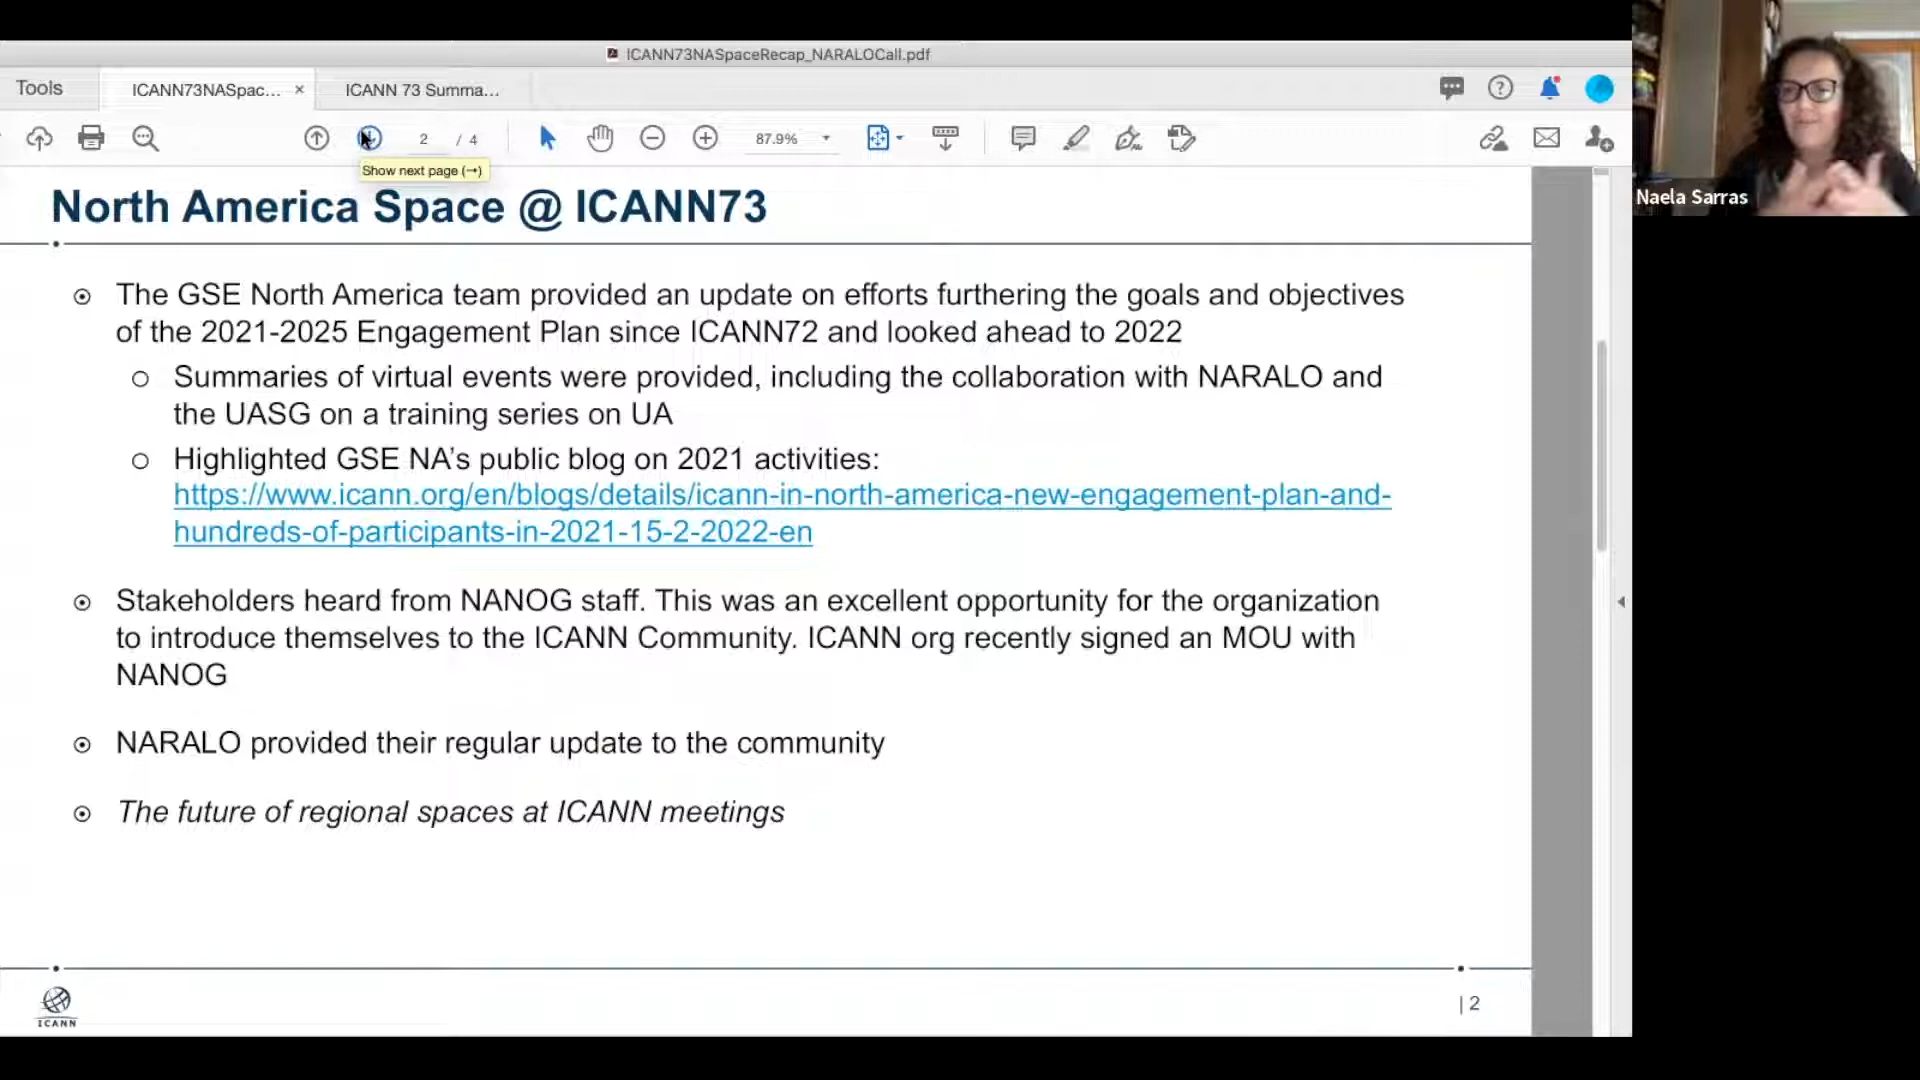 ICANN73NASpaceRecap_NARALOCall.pdf
Tools
ICANN73NASpac... ×
ICANN 73 Summa...
2 / 4
87.9%
Show next page (→)
Naela Sarras
North America Space @ ICANN73
The GSE North America team provided an update on efforts furthering the goals and objectives
of the 2021-2025 Engagement Plan since ICANN72 and looked ahead to 2022
Summaries of virtual events were provided, including the collaboration with NARALO and
the UASG on a training series on UA
Highlighted GSE NA’s public blog on 2021 activities:
https://www.icann.org/en/blogs/details/icann-in-north-america-new-engagement-plan-and-
hundreds-of-participants-in-2021-15-2-2022-en
Stakeholders heard from NANOG staff. This was an excellent opportunity for the organization
to introduce themselves to the ICANN Community. ICANN org recently signed an MOU with
NANOG
NARALO provided their regular update to the community
The future of regional spaces at ICANN meetings
ICANN
| 2